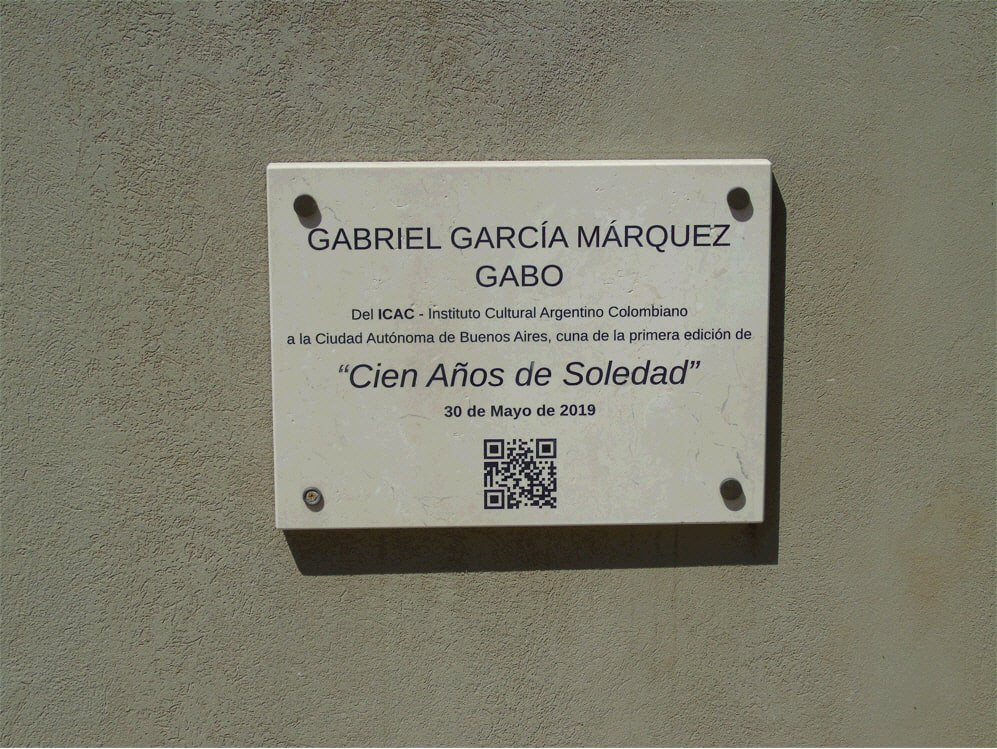 GABRIEL GARCÍA MÁRQUEZ
GABO
Del ICAC - Instituto Cultural Argentino Colombiano
a la Ciudad Autónoma de Buenos Aires, cuna de la primera edición de
“Cien Años de Soledad”
30 de Mayo de 2019